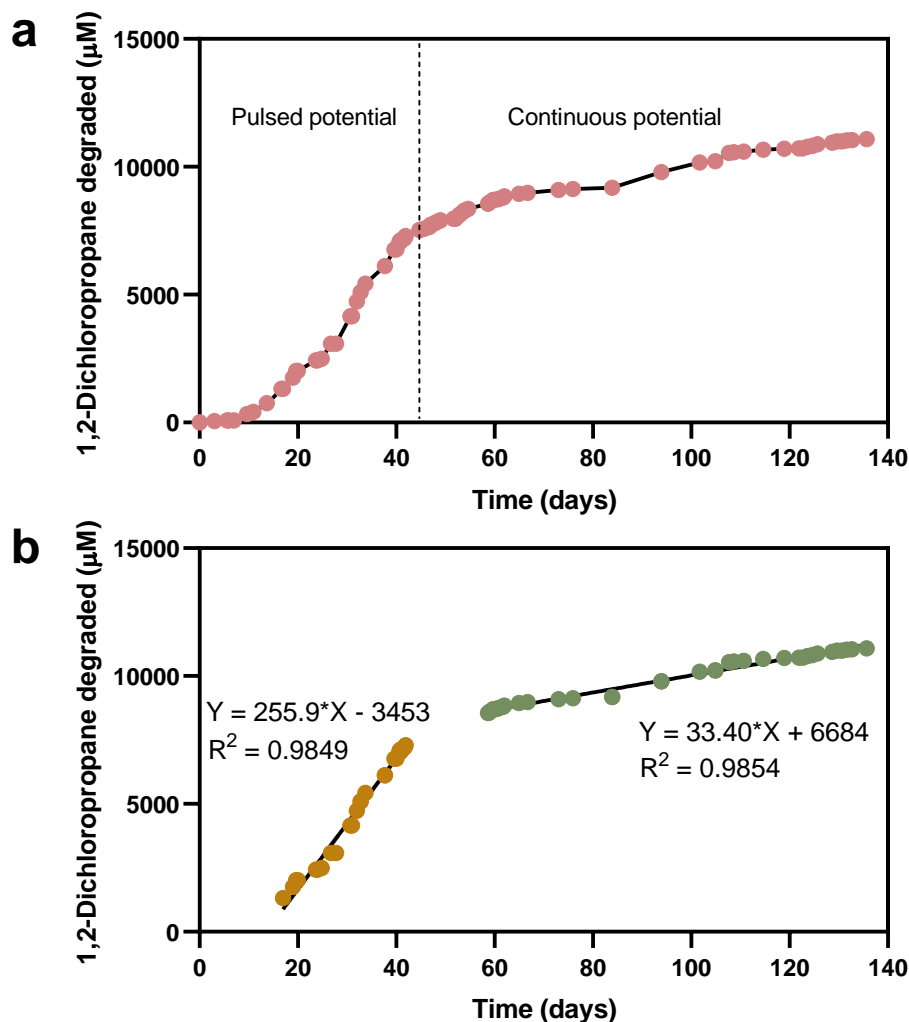 a
1,2-Dichloropropane degraded (μM)
15000
10000
5000
0
Pulsed potential
Continuous potential
0 20 40 60 80 100 120 140
Time (days)
b
1,2-Dichloropropane degraded (μM)
15000
10000
5000
0
Y = 255.9*X - 3453
R² = 0.9849
Y = 33.40*X + 6684
R² = 0.9854
0 20 40 60 80 100 120 140
Time (days)